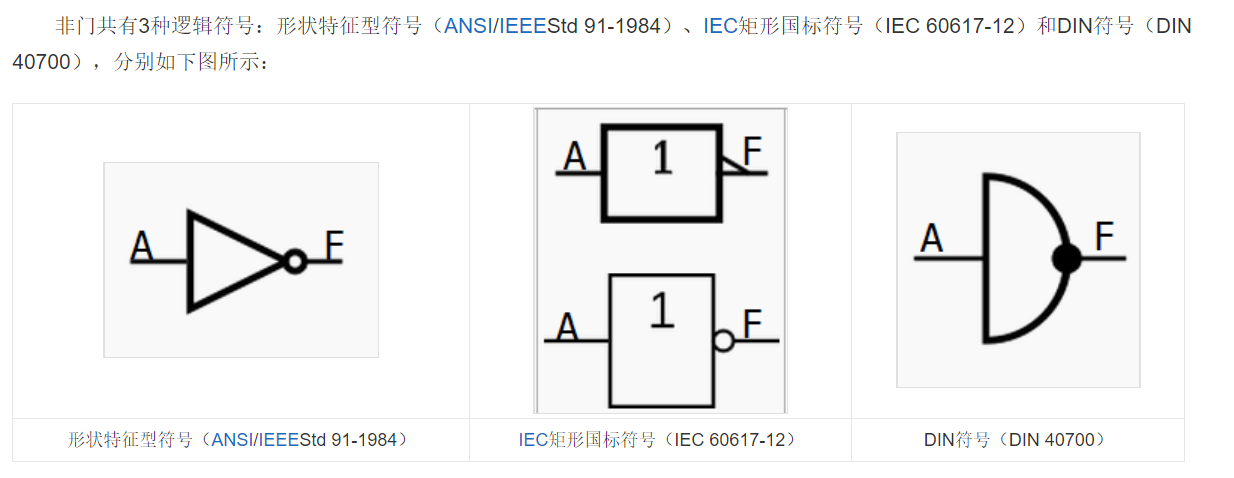 非门共有3种逻辑符号：形状特征型符号（ANSI/IEEEStd 91-1984）、IEC矩形国标符号（IEC 60617-12）和DIN符号（DIN
40700），分别如下图所示：
A F
A 1 F
A 1 F
A F
形状特征型符号（ANSI/IEEEStd 91-1984）
IEC矩形国标符号（IEC 60617-12）
DIN符号（DIN 40700）